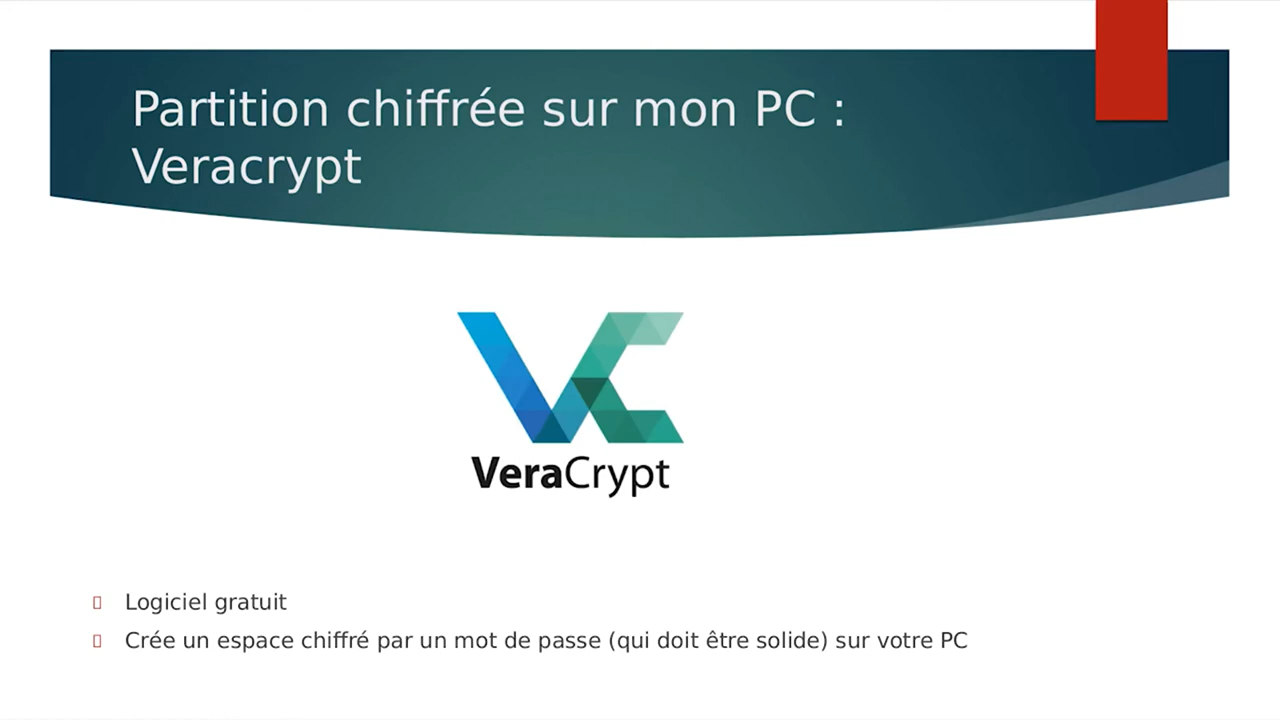 Partition chiffrée sur mon PC :
Veracrypt
VeraCrypt
Logiciel gratuit
Crée un espace chiffré par un mot de passe (qui doit être solide) sur votre PC